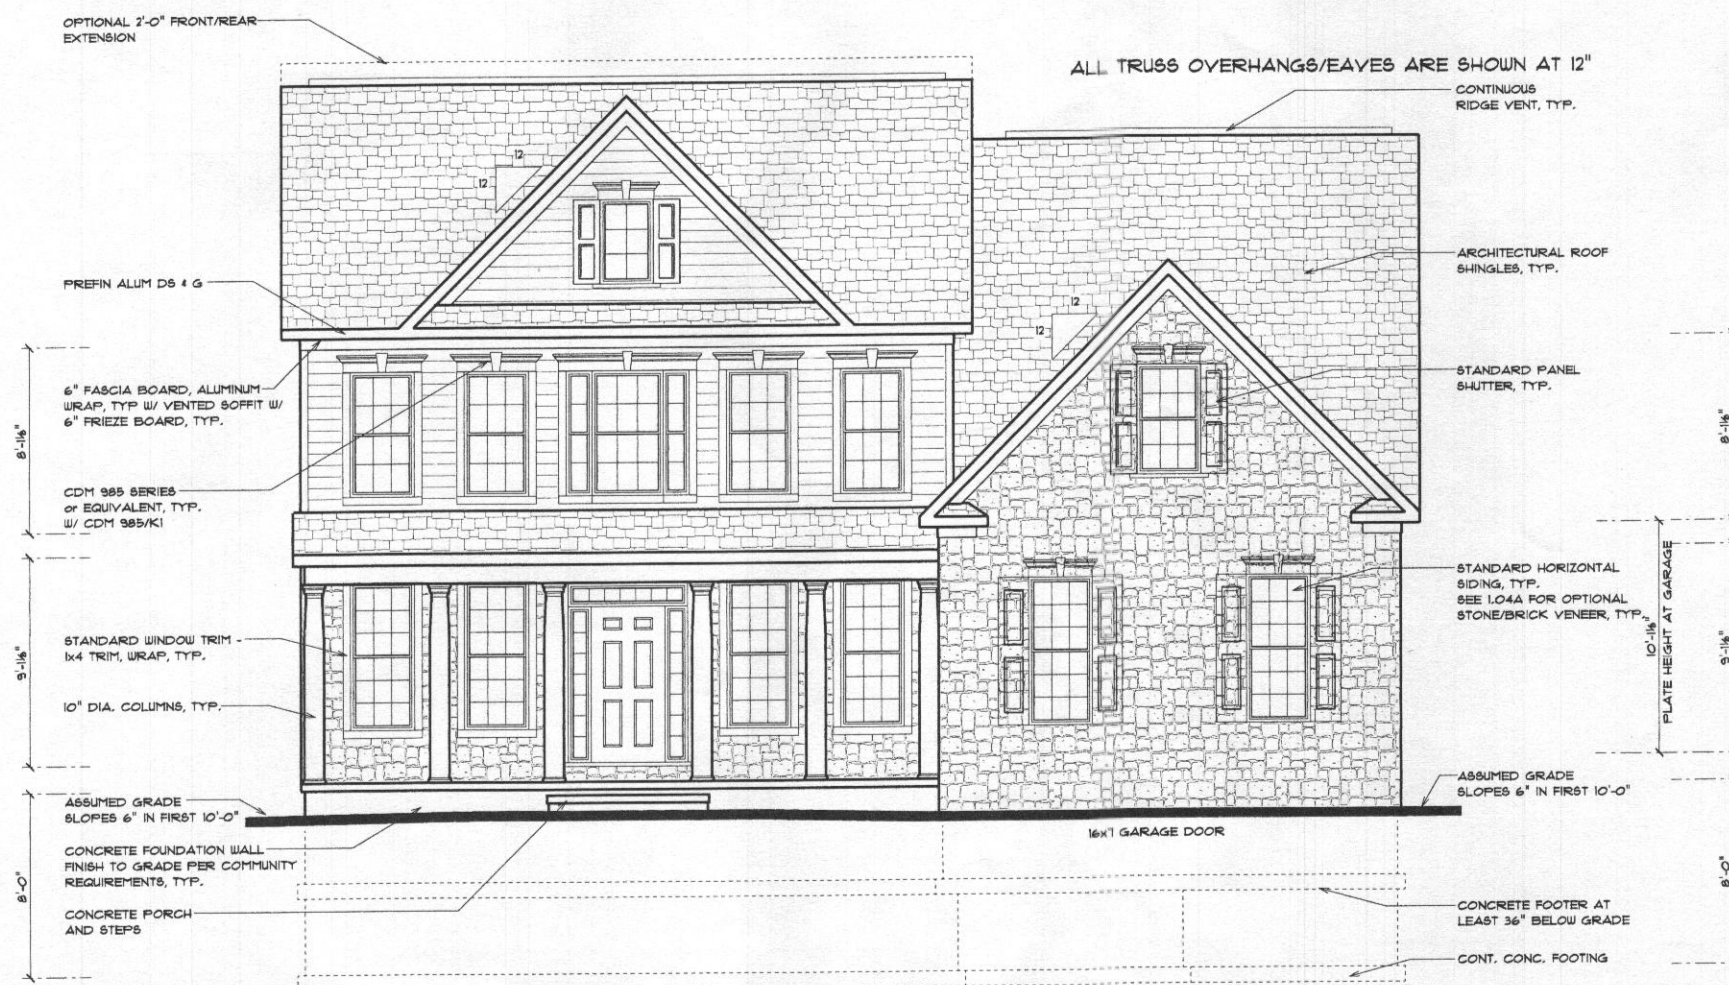 OPTIONAL 2'-0" FRONT/REAR
EXTENSION
ALL TRUSS OVERHANGS/EAVES ARE SHOWN AT 12"
CONTINUOUS
RIDGE VENT, TYP.
12
12
ARCHITECTURAL ROOF
SHINGLES, TYP.
PREFIN ALUM DS & G
12
12
STANDARD PANEL
SHUTTER, TYP.
6" FASCIA BOARD, ALUMINUM
WRAP, TYP W/ VENTED SOFFIT W/
6" FRIEZE BOARD, TYP.
8'-1⅛"
8'-1⅛"
CDM 985 SERIES
or EQUIVALENT, TYP.
W/ CDM 985/K1
STANDARD HORIZONTAL
SIDING, TYP.
SEE 1.04A FOR OPTIONAL
STONE/BRICK VENEER, TYP.
STANDARD WINDOW TRIM -
1x4 TRIM, WRAP, TYP.
9'-1⅛"
10'-1⅛"
PLATE HEIGHT AT GARAGE
9'-1⅛"
10" DIA. COLUMNS, TYP.
ASSUMED GRADE
SLOPES 6" IN FIRST 10'-0"
ASSUMED GRADE
SLOPES 6" IN FIRST 10'-0"
16x7 GARAGE DOOR
CONCRETE FOUNDATION WALL
FINISH TO GRADE PER COMMUNITY
REQUIREMENTS, TYP.
8'-0"
8'-0"
CONCRETE PORCH
AND STEPS
CONCRETE FOOTER AT
LEAST 36" BELOW GRADE
CONT. CONC. FOOTING